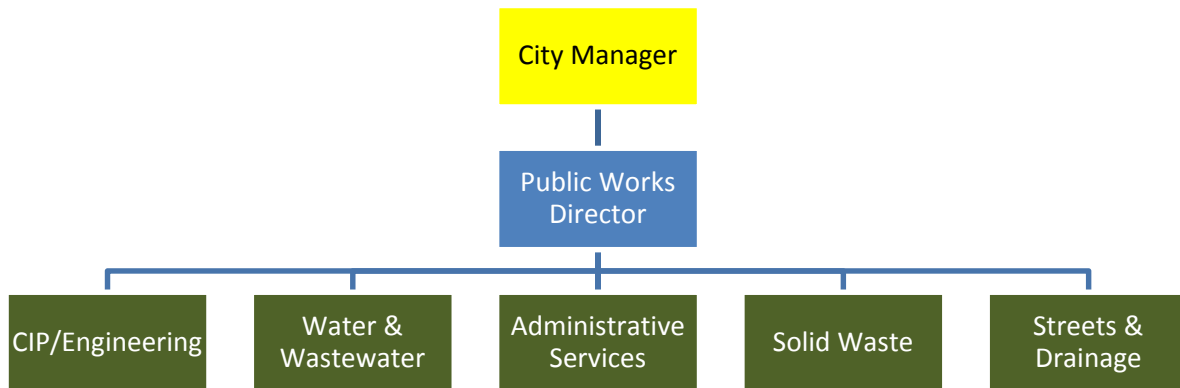 City Manager
Public Works
Director
CIP/Engineering
Water &
Wastewater
Administrative
Services
Solid Waste
Streets &
Drainage